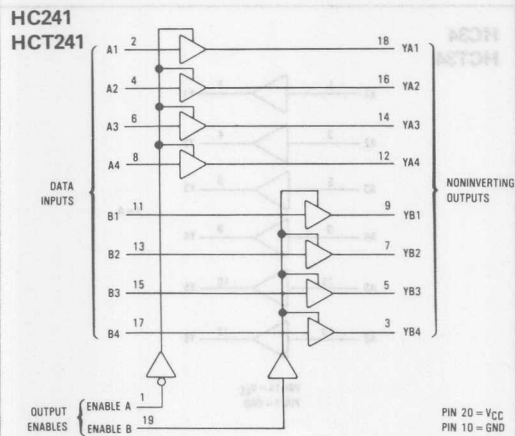 HC241
HCT241
A1 2 18 YA1
A2 4 16 YA2
A3 6 14 YA3
A4 8 12 YA4
DATA
INPUTS
NONINVERTING
OUTPUTS
B1 11 9 YB1
B2 13 7 YB2
B3 15 5 YB3
B4 17 3 YB4
OUTPUT
ENABLES
ENABLE A 1
ENABLE B 19
PIN 20 = VCC
PIN 10 = GND
HC34
HCT34